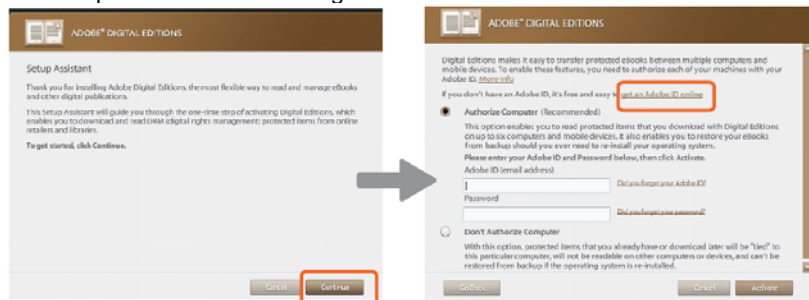 ADOBE® DIGITAL EDITIONS
Setup Assistant
Thank you for installing Adobe Digital Editions, the most flexible way to read and manage eBooks
and other digital publications.
This Setup Assistant will guide you through the one-time step of activating Digital Editions, which
enables you to download and read DRM (digital rights management) protected items from online
retailers and libraries.
To get started, click Continue.
Cancel
Continue
ADOBE® DIGITAL EDITIONS
Digital Editions makes it easy to transfer protected eBooks between multiple computers and
mobile devices. To enable these features, you need to authorize each of your machines with your
Adobe ID. More info
If you don't have an Adobe ID, it's free and easy to get an Adobe ID online
Authorize Computer (Recommended)
This option enables you to read protected items that you download with Digital Editions
on up to six computers and mobile devices. It also enables you to restore your eBooks
from backup should you ever need to re-install your operating system.
Please enter your Adobe ID and Password below, then click Activate.
Adobe ID (email address)
Did you forget your Adobe ID?
Password
Did you forget your password?
Don't Authorize Computer
With this option, protected items that you already have or download later will be "tied" to
this particular computer, will not be readable on other computers or devices, and can't be
restored from backup if the operating system is re-installed.
Go Back
Cancel
Activate